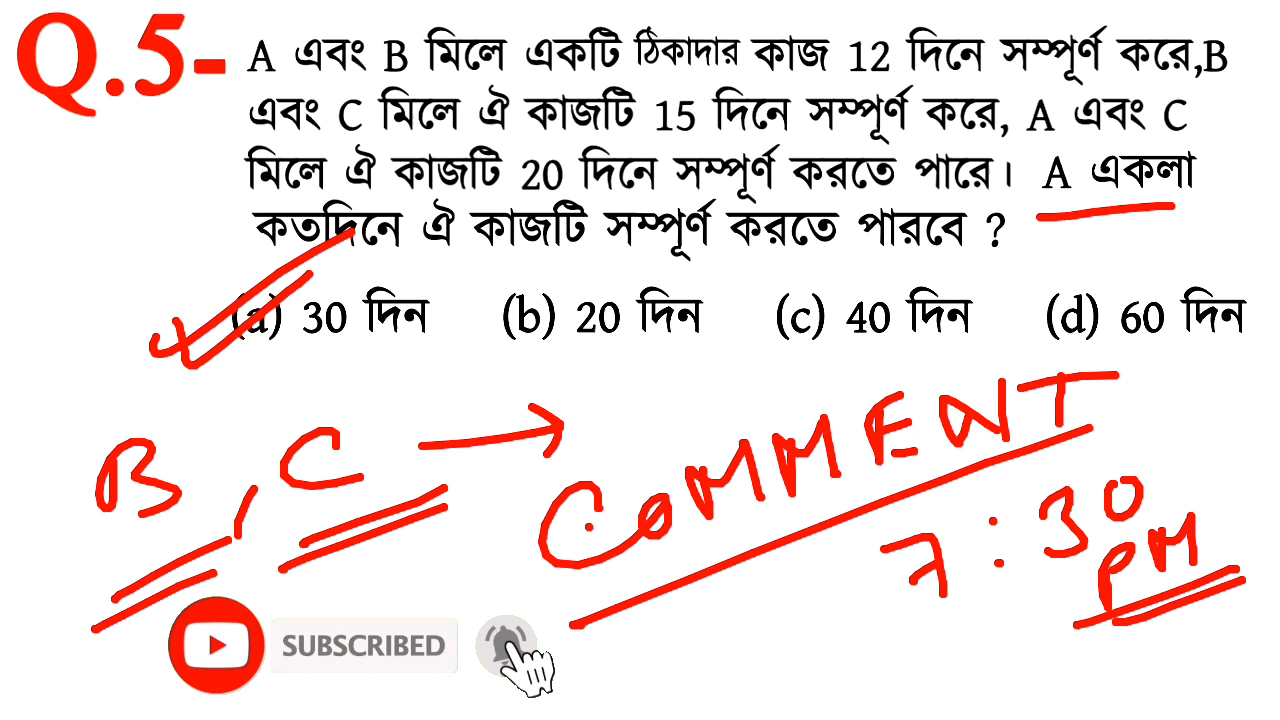 Q.5-
A এবং B মিলে একটি ঠিকাদার কাজ 12 দিনে সম্পূর্ণ করে,B
এবং C মিলে ঐ কাজটি 15 দিনে সম্পূর্ণ করে, A এবং C
মিলে ঐ কাজটি 20 দিনে সম্পূর্ণ করতে পারে। A একলা
কতদিনে ঐ কাজটি সম্পূর্ণ করতে পারবে ?
(a) 30 দিন (b) 20 দিন (c) 40 দিন (d) 60 দিন
B, C → COMMENT
7:30
PM
SUBSCRIBED